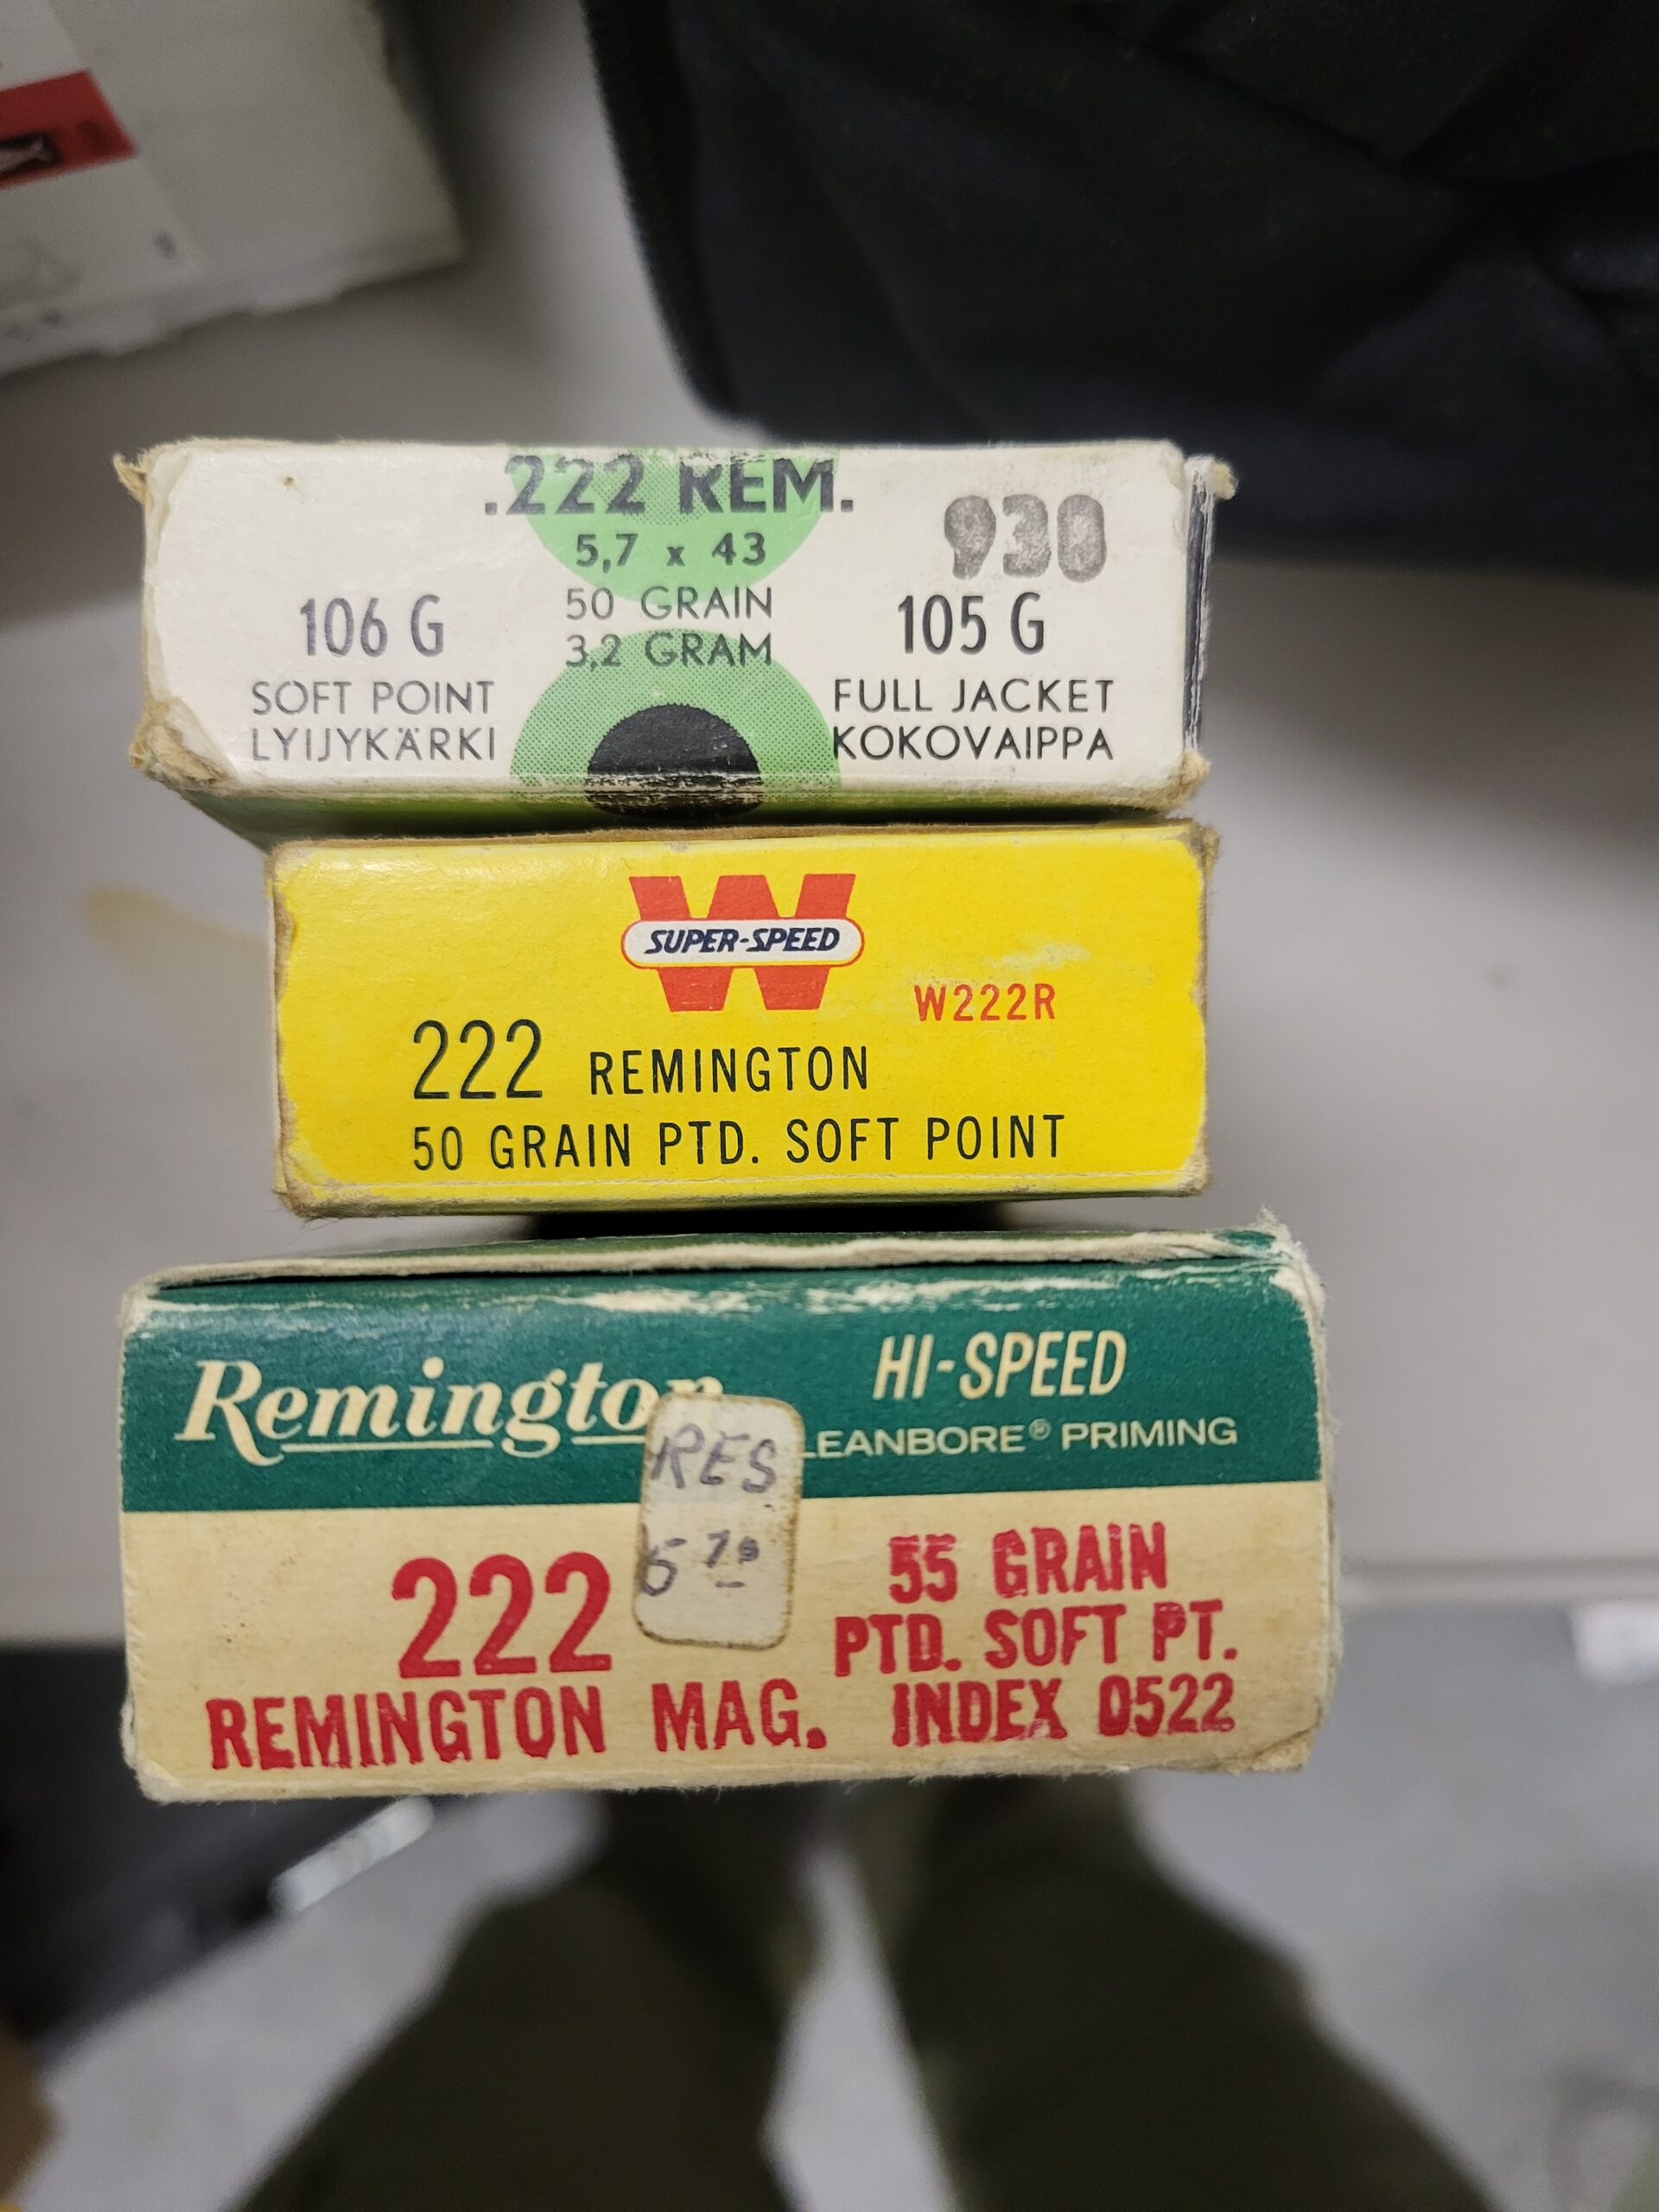 .222 REM.
5,7 x 43
930
50 GRAIN
3,2 GRAM
106 G
SOFT POINT
LYIJYKÄRKI
105 G
FULL JACKET
KOKOVAIPPA
W
SUPER-SPEED
W222R
222 REMINGTON
50 GRAIN PTD. SOFT POINT
Remington
HI-SPEED
LEANBORE® PRIMING
RES
222
REMINGTON MAG.
55 GRAIN
PTD. SOFT PT.
INDEX 0522